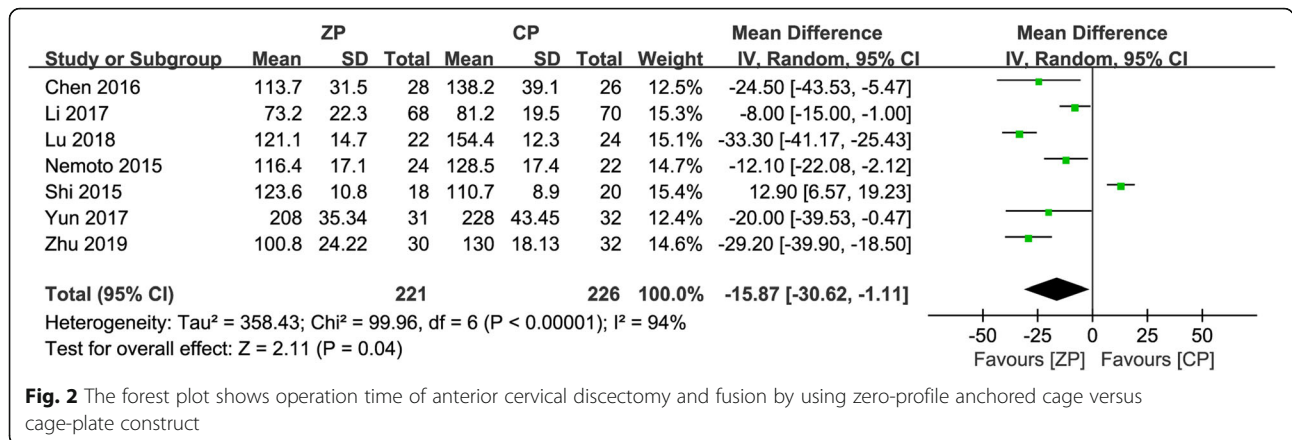 ZP CP Mean Difference Mean Difference
Study or Subgroup Mean SD Total Mean SD Total Weight IV, Random, 95% CI IV, Random, 95% CI
Chen 2016 113.7 31.5 28 138.2 39.1 26 12.5% -24.50 [-43.53, -5.47]
Li 2017 73.2 22.3 68 81.2 19.5 70 15.3% -8.00 [-15.00, -1.00]
Lu 2018 121.1 14.7 22 154.4 12.3 24 15.1% -33.30 [-41.17, -25.43]
Nemoto 2015 116.4 17.1 24 128.5 17.4 22 14.7% -12.10 [-22.08, -2.12]
Shi 2015 123.6 10.8 18 110.7 8.9 20 15.4% 12.90 [6.57, 19.23]
Yun 2017 208 35.34 31 228 43.45 32 12.4% -20.00 [-39.53, -0.47]
Zhu 2019 100.8 24.22 30 130 18.13 32 14.6% -29.20 [-39.90, -18.50]
Total (95% CI) 221 226 100.0% -15.87 [-30.62, -1.11]
Heterogeneity: Tau² = 358.43; Chi² = 99.96, df = 6 (P < 0.00001); I² = 94%
Test for overall effect: Z = 2.11 (P = 0.04)
-50 -25 0 25 50
Favours [ZP] Favours [CP]
Fig. 2 The forest plot shows operation time of anterior cervical discectomy and fusion by using zero-profile anchored cage versus
cage-plate construct